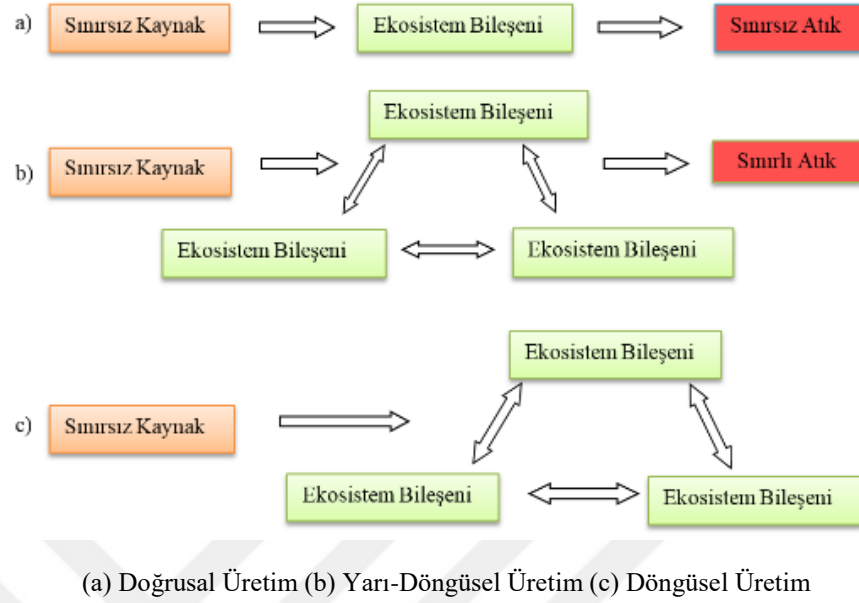 a) Sınırsız Kaynak Ekosistem Bileşeni Sınırsız Atık
Ekosistem Bileşeni
b) Sınırsız Kaynak Sınırlı Atık
Ekosistem Bileşeni Ekosistem Bileşeni
Ekosistem Bileşeni
c) Sınırsız Kaynak
Ekosistem Bileşeni Ekosistem Bileşeni
(a) Doğrusal Üretim (b) Yarı-Döngüsel Üretim (c) Döngüsel Üretim